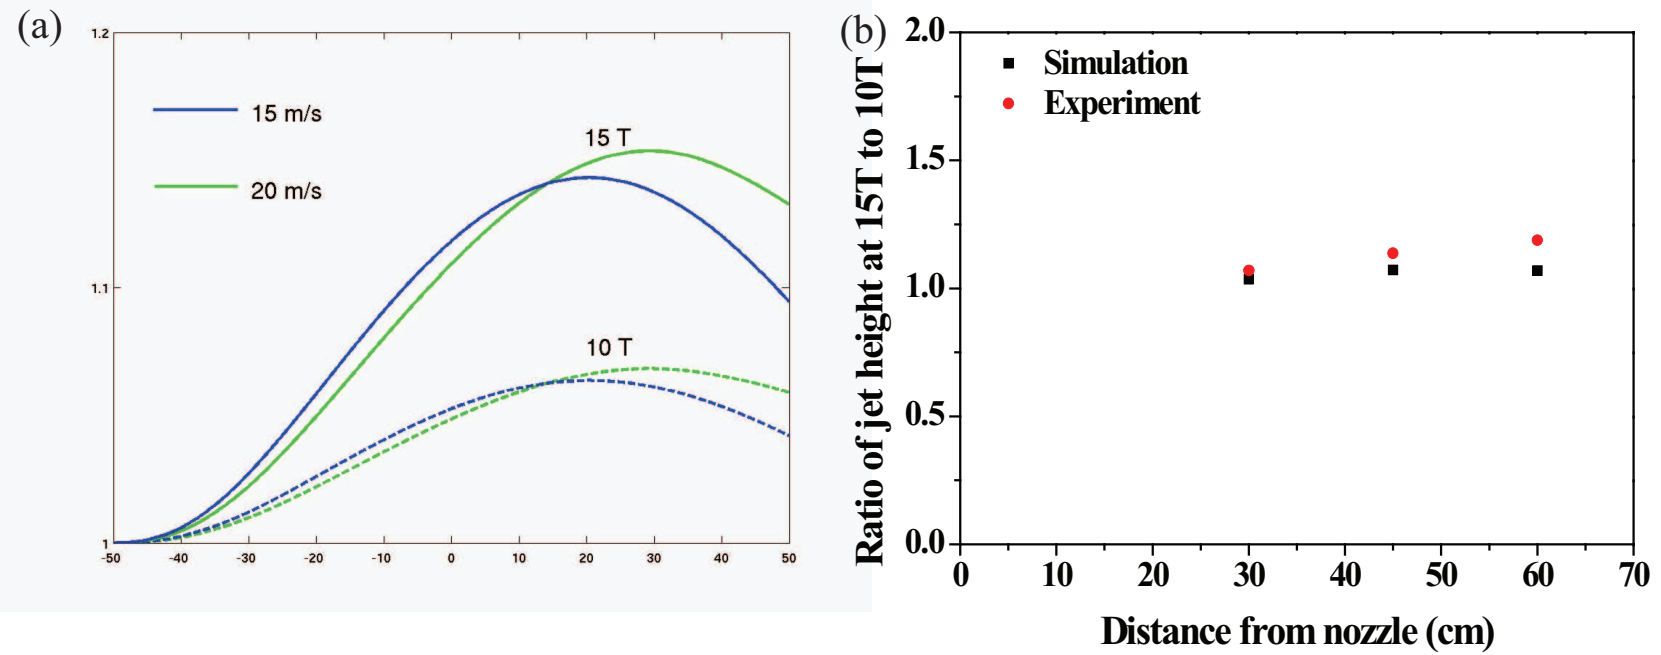 (a)
1.2
1.1
1
15 m/s
20 m/s
15 T
10 T
-50 -40 -30 -20 -10 0 10 20 30 40 50
(b)
Ratio of jet height at 15T to 10T
2.0
1.5
1.0
0.5
0.0
Simulation
Experiment
0 10 20 30 40 50 60 70
Distance from nozzle (cm)